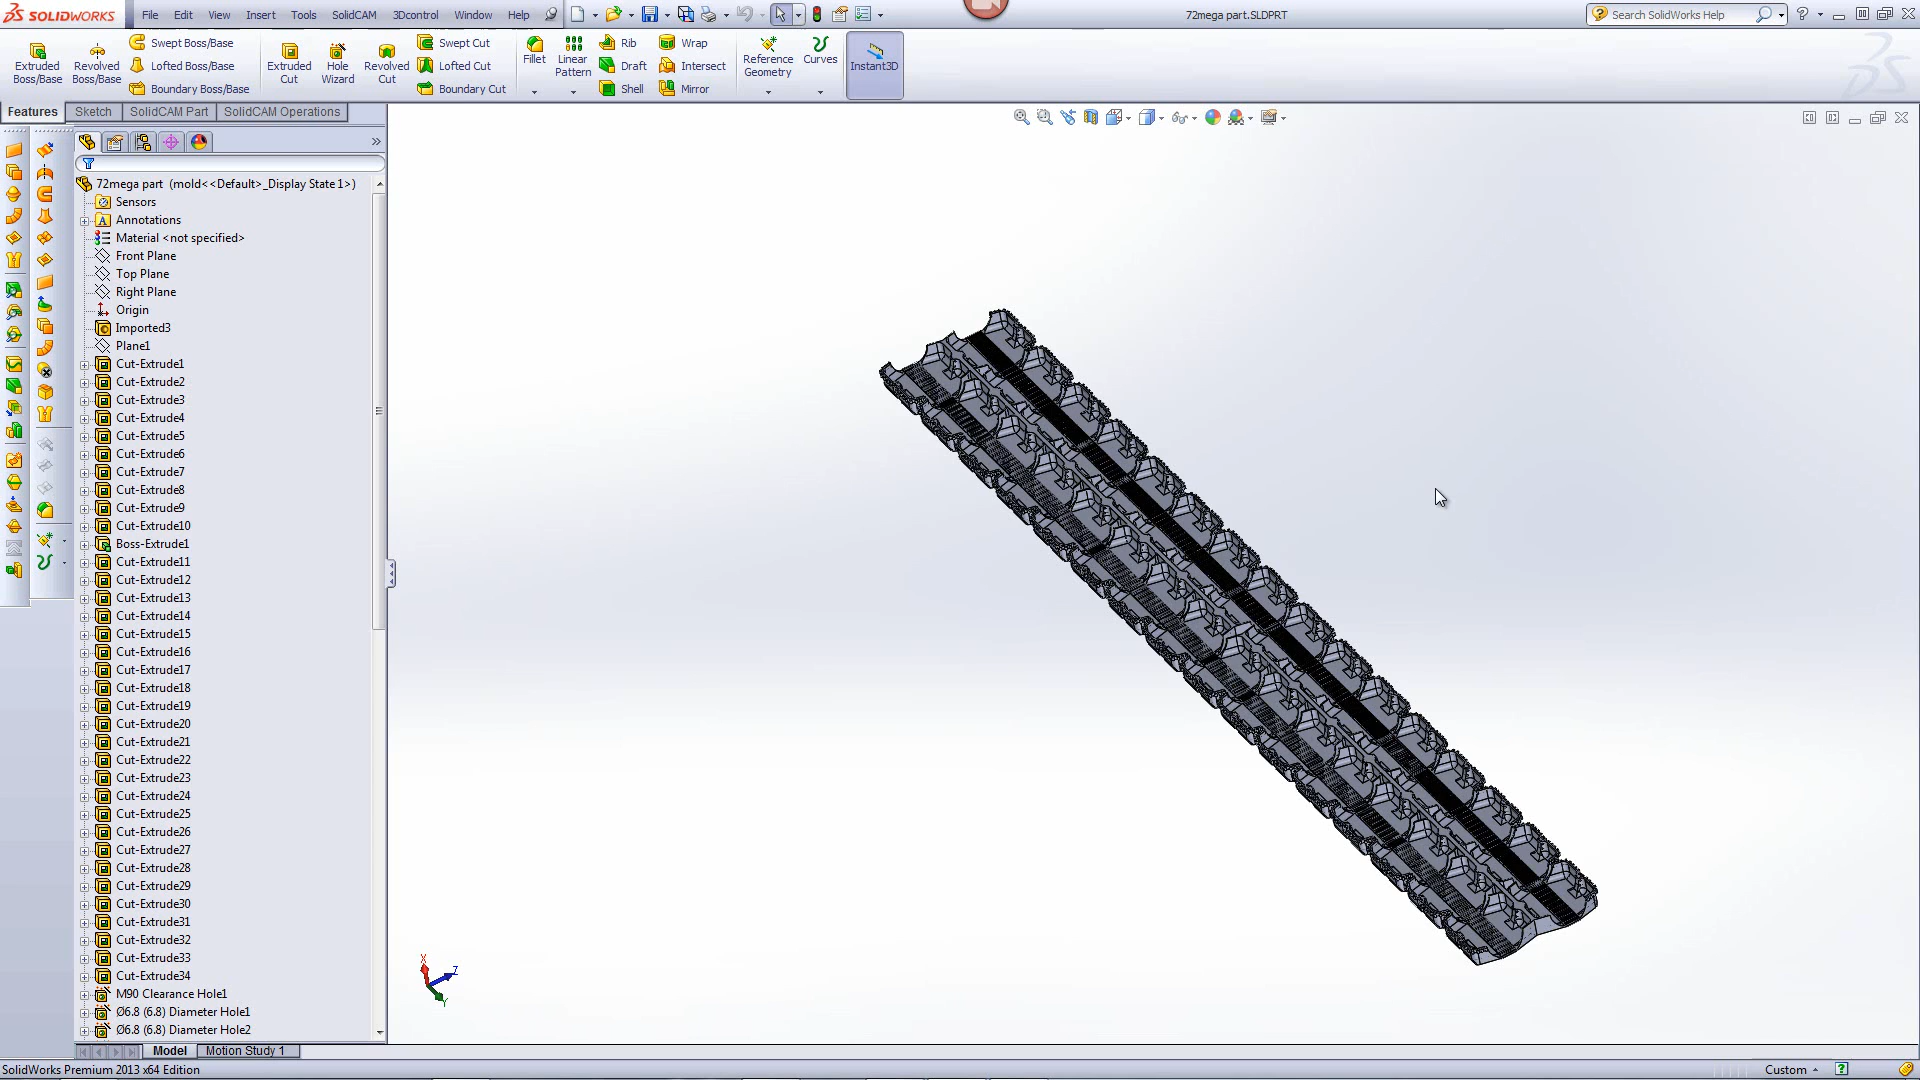 SOLIDWORKS File Edit View Insert Tools SolidCAM 3Dcontrol Window Help 72mega part.SLDPRT Search SolidWorks Help
Extruded Boss/Base
Revolved Boss/Base
Swept Boss/Base
Lofted Boss/Base
Boundary Boss/Base
Extruded Cut
Hole Wizard
Revolved Cut
Swept Cut
Lofted Cut
Boundary Cut
Fillet
Linear Pattern
Rib
Draft
Shell
Wrap
Intersect
Mirror
Reference Geometry
Curves
Instant3D
Features Sketch SolidCAM Part SolidCAM Operations
72mega part (mold<<Default>_Display State 1>)
Sensors
Annotations
Material <not specified>
Front Plane
Top Plane
Right Plane
Origin
Imported3
Plane1
Cut-Extrude1
Cut-Extrude2
Cut-Extrude3
Cut-Extrude4
Cut-Extrude5
Cut-Extrude6
Cut-Extrude7
Cut-Extrude8
Cut-Extrude9
Cut-Extrude10
Boss-Extrude1
Cut-Extrude11
Cut-Extrude12
Cut-Extrude13
Cut-Extrude14
Cut-Extrude15
Cut-Extrude16
Cut-Extrude17
Cut-Extrude18
Cut-Extrude19
Cut-Extrude20
Cut-Extrude21
Cut-Extrude22
Cut-Extrude23
Cut-Extrude24
Cut-Extrude25
Cut-Extrude26
Cut-Extrude27
Cut-Extrude28
Cut-Extrude29
Cut-Extrude30
Cut-Extrude31
Cut-Extrude32
Cut-Extrude33
Cut-Extrude34
M90 Clearance Hole1
Ø6.8 (6.8) Diameter Hole1
Ø6.8 (6.8) Diameter Hole2
X
Z
Y
Model Motion Study 1
SolidWorks Premium 2013 x64 Edition Custom